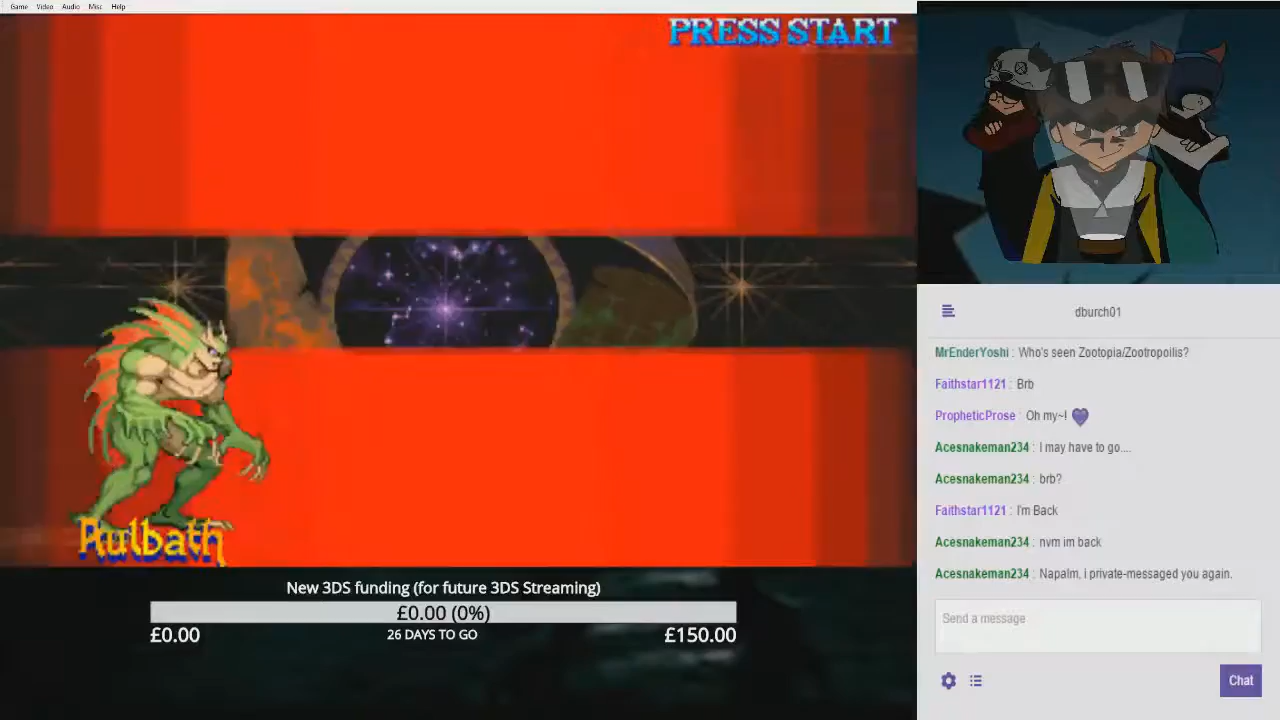 Game Video Audio Misc Help
PRESS START
Aulbath
New 3DS funding (for future 3DS Streaming)
£0.00 (0%)
£0.00 26 DAYS TO GO £150.00
dburch01
MrEnderYoshi : Who's seen Zootopia/Zootropoilis?
Faithstar1121 : Brb
PropheticProse : Oh my~!
Acesnakeman234 : I may have to go....
Acesnakeman234 : brb?
Faithstar1121 : I'm Back
Acesnakeman234 : nvm im back
Acesnakeman234 : Napalm, i private-messaged you again.
Send a message
Chat